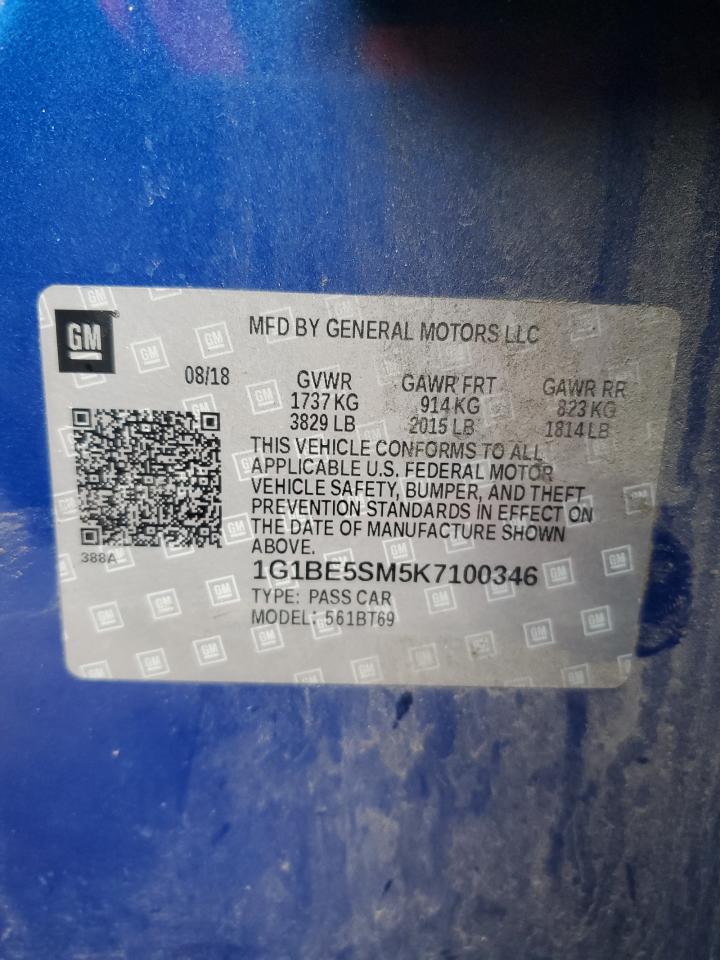 GM
MFD BY GENERAL MOTORS LLC
08/18 GVWR GAWR FRT GAWR RR
1737 KG 914 KG 823 KG
3829 LB 2015 LB 1814 LB
THIS VEHICLE CONFORMS TO ALL
APPLICABLE U.S. FEDERAL MOTOR
VEHICLE SAFETY, BUMPER, AND THEFT
PREVENTION STANDARDS IN EFFECT ON
THE DATE OF MANUFACTURE SHOWN
ABOVE.
388A
1G1BE5SM5K7100346
TYPE: PASS CAR
MODEL: 561BT69